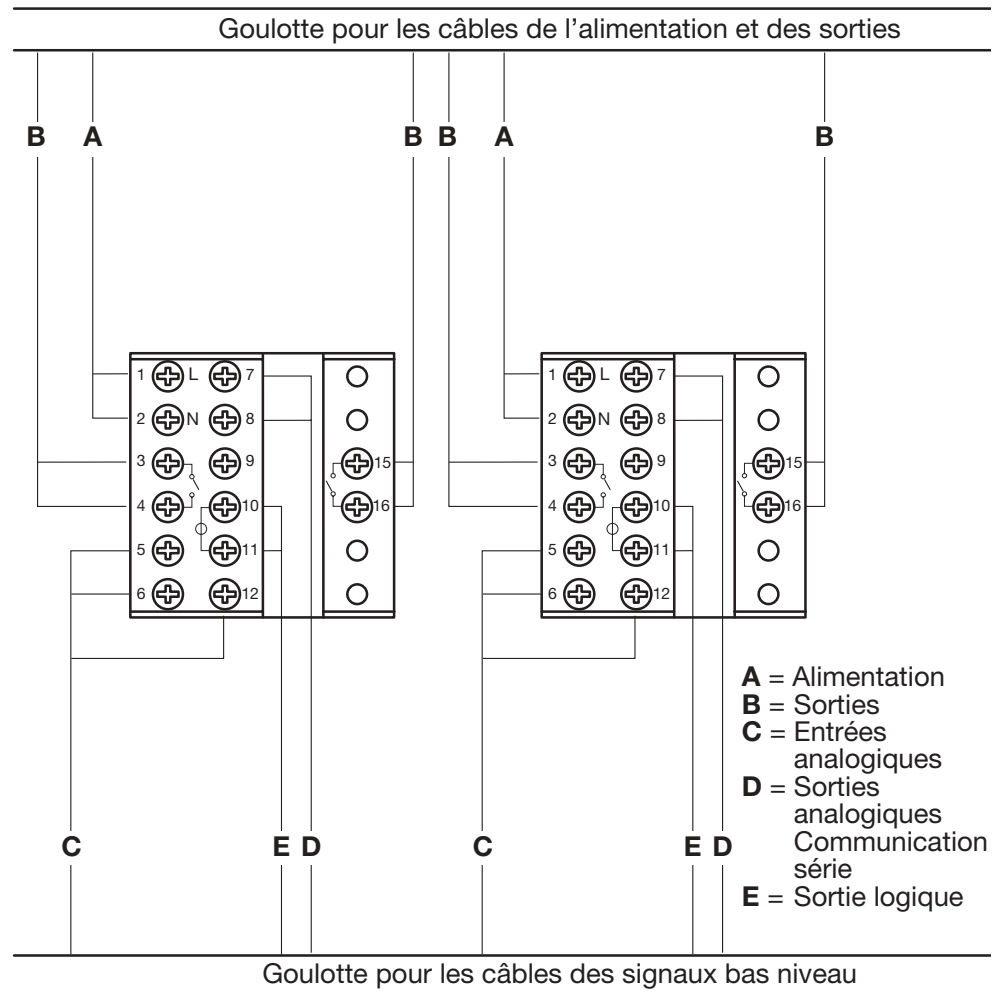 Goulotte pour les câbles de l’alimentation et des sorties
B A B B A B
1 L 7 1 L 7
2 N 8 2 N 8
3 9 15 3 9 15
4 10 16 4 10 16
5 11 5 11
6 12 6 12
A = Alimentation
B = Sorties
C = Entrées
analogiques
D = Sorties
analogiques
Communication
série
E = Sortie logique
C E D C E D
Goulotte pour les câbles des signaux bas niveau